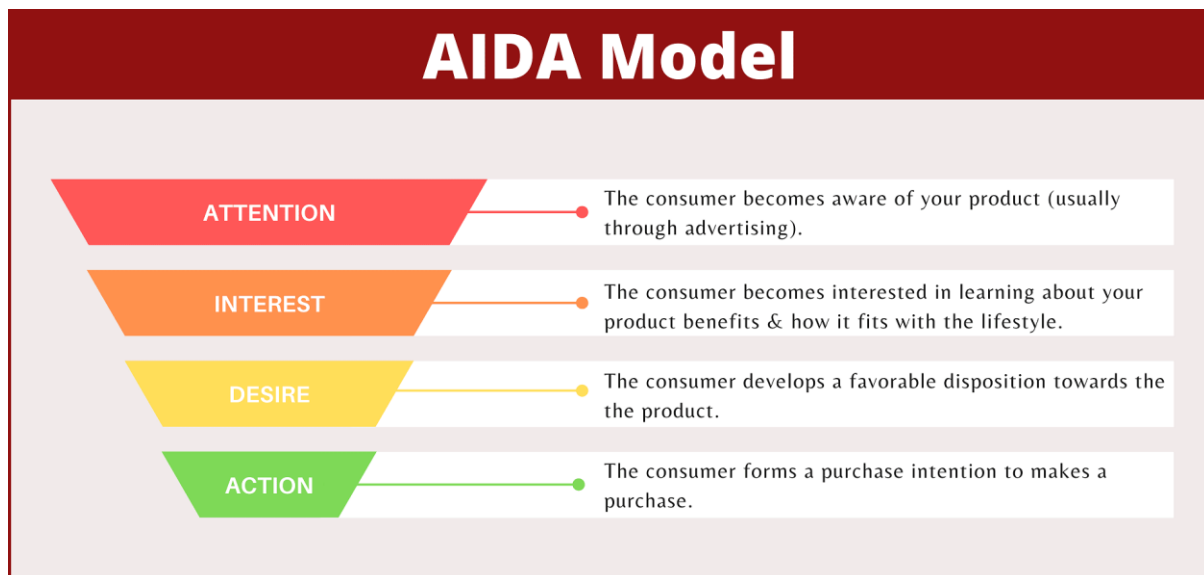 AIDA Model
ATTENTION
The consumer becomes aware of your product (usually
through advertising).
INTEREST
The consumer becomes interested in learning about your
product benefits & how it fits with the lifestyle.
DESIRE
The consumer develops a favorable disposition towards the
the product.
ACTION
The consumer forms a purchase intention to makes a
purchase.